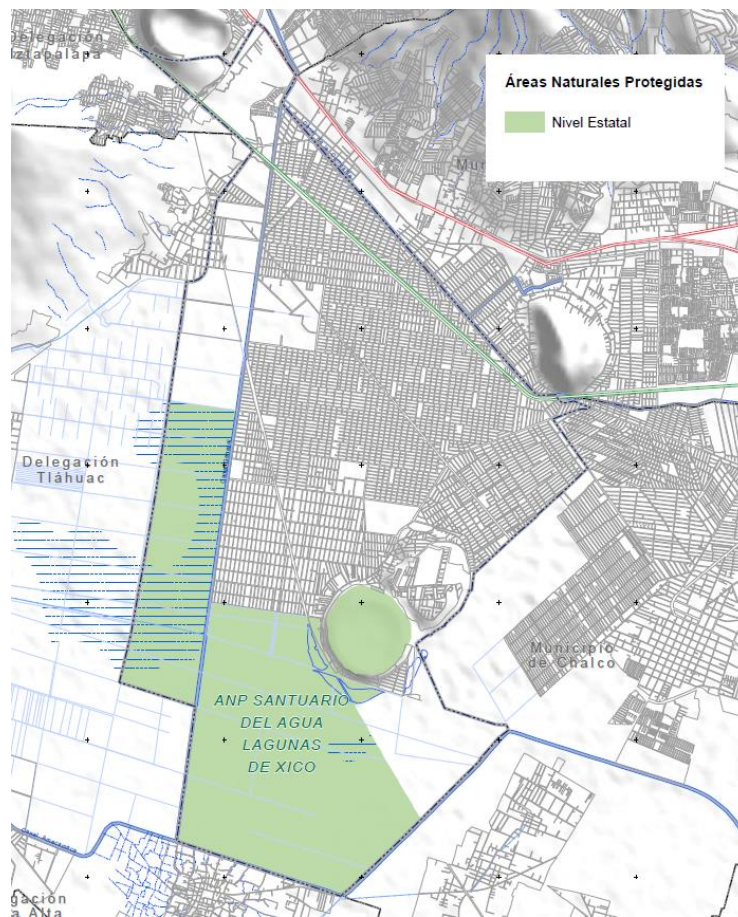 Delegación
Iztapalapa
Áreas Naturales Protegidas
Nivel Estatal
Delegación
Tláhuac
Municipio
de Chalco
ANP SANTUARIO
DEL AGUA
LAGUNAS
DE XICO